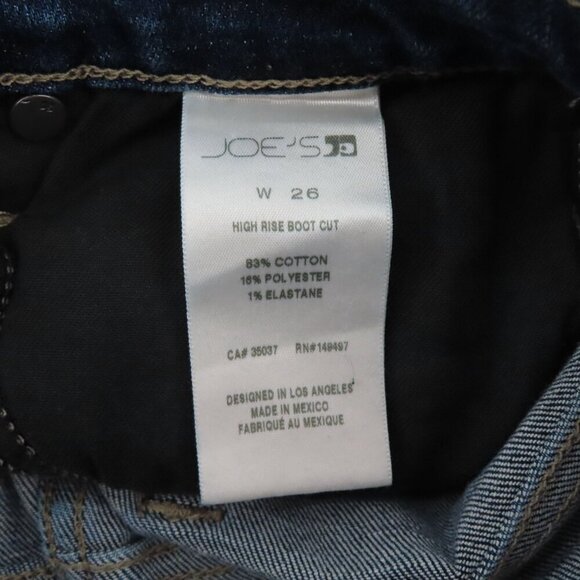 JOE'S
W 26
HIGH RISE BOOT CUT
83% COTTON
16% POLYESTER
1% ELASTANE
CA# 35037 RN#149497
DESIGNED IN LOS ANGELES
MADE IN MEXICO
FABRIQUÉ AU MEXIQUE